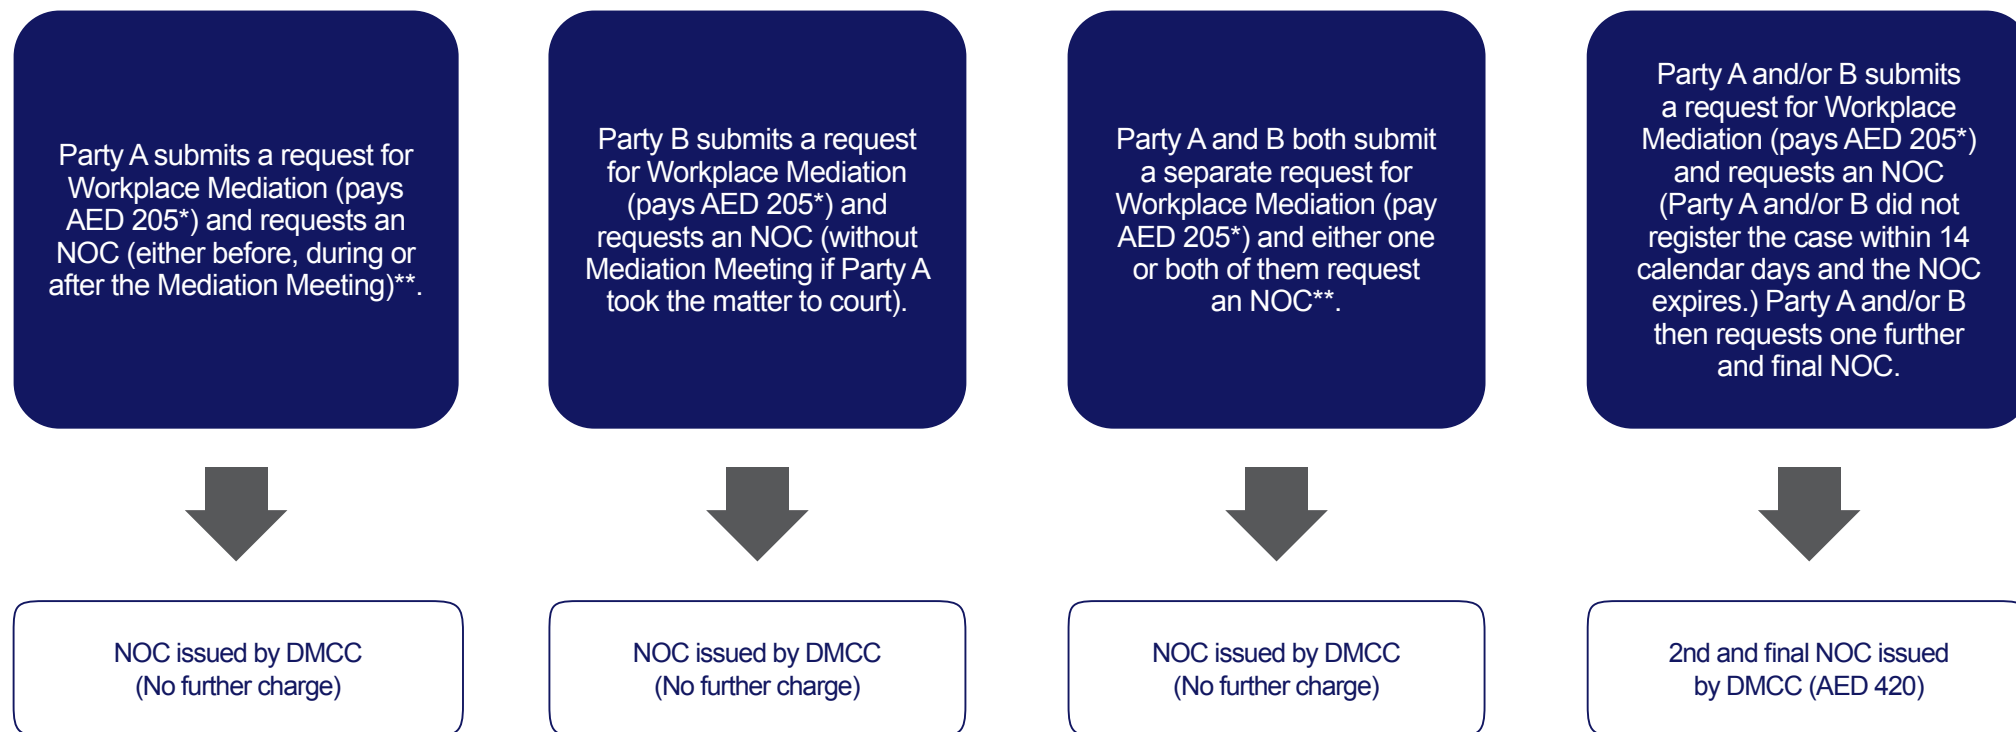 Party A submits a request for
Workplace Mediation (pays
AED 205*) and requests an
NOC (either before, during or
after the Mediation Meeting)**.
NOC issued by DMCC
(No further charge)
Party B submits a request
for Workplace Mediation
(pays AED 205*) and
requests an NOC (without
Mediation Meeting if Party A
took the matter to court).
NOC issued by DMCC
(No further charge)
Party A and B both submit
a separate request for
Workplace Mediation (pay
AED 205*) and either one
or both of them request
an NOC**.
NOC issued by DMCC
(No further charge)
Party A and/or B submits
a request for Workplace
Mediation (pays AED 205*)
and requests an NOC
(Party A and/or B did not
register the case within 14
calendar days and the NOC
expires.) Party A and/or B
then requests one further
and final NOC.
2nd and final NOC issued
by DMCC (AED 420)